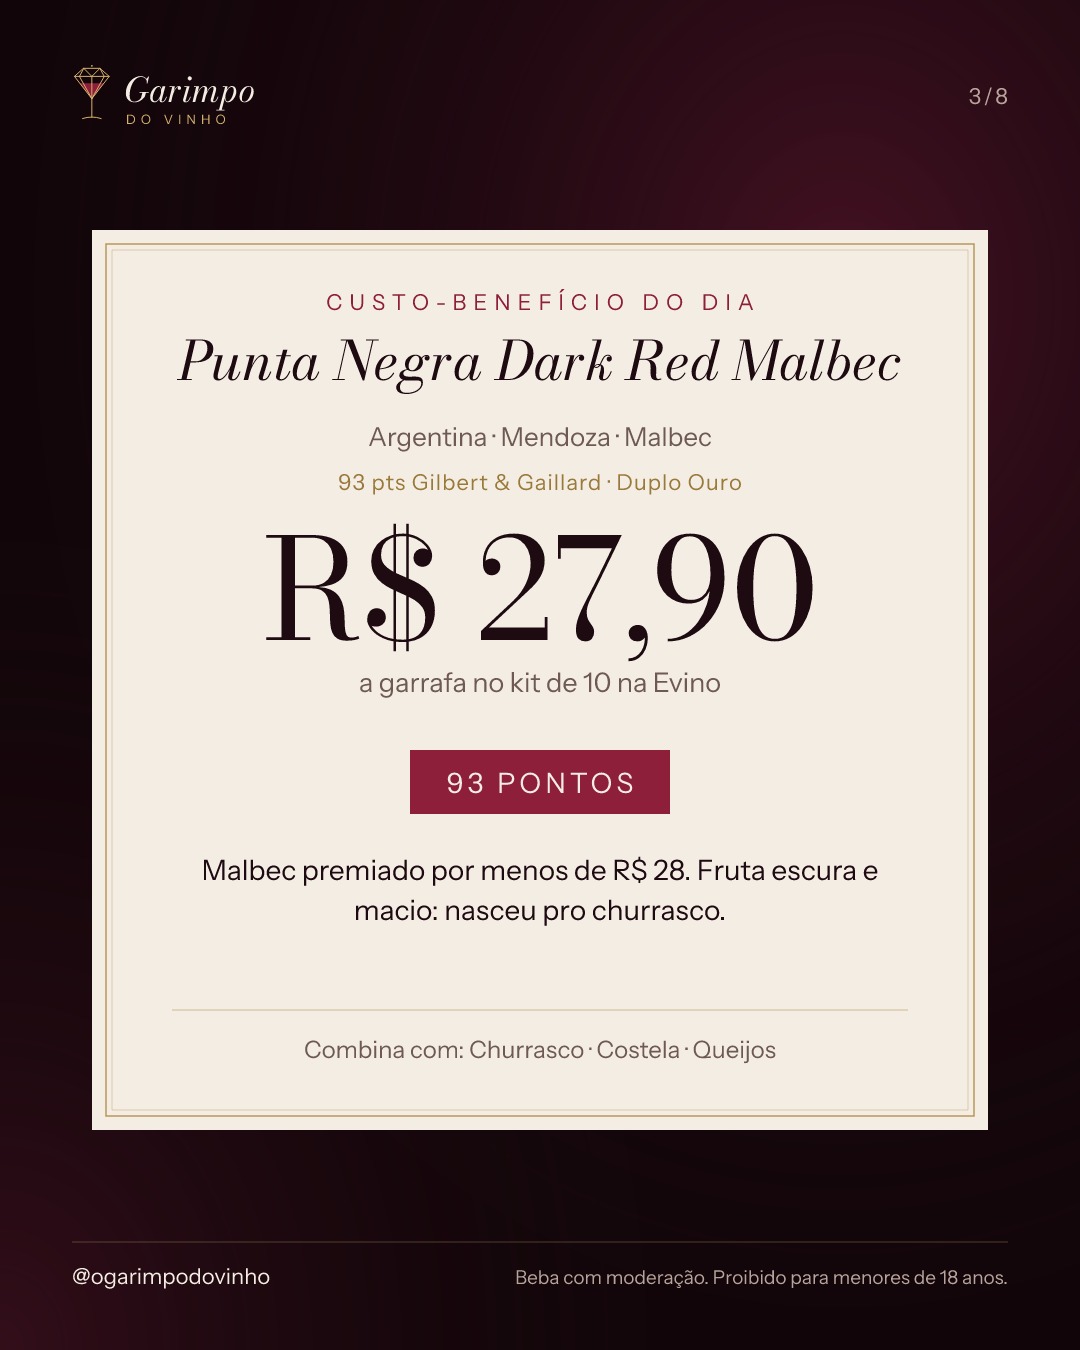 Garimpo
DO VINHO
3/8
CUSTO-BENEFÍCIO DO DIA
Punta Negra Dark Red Malbec
Argentina · Mendoza · Malbec
93 pts Gilbert & Gaillard · Duplo Ouro
R$ 27,90
a garrafa no kit de 10 na Evino
93 PONTOS
Malbec premiado por menos de R$ 28. Fruta escura e
macio: nasceu pro churrasco.
Combina com: Churrasco · Costela · Queijos
@ogarimpodovinho
Beba com moderação. Proibido para menores de 18 anos.